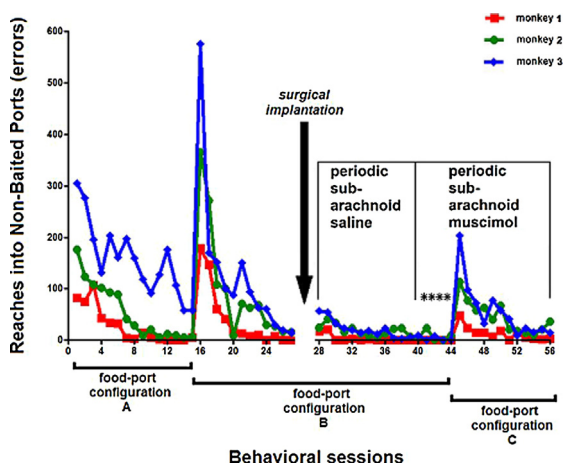 monkey 1
monkey 2
monkey 3
Reaches into Non-Baited Ports (errors)
600
500
400
300
200
100
0
surgical
implantation
periodic
sub-
arachnoid
saline
periodic
sub-
arachnoid
muscimol
****
0 4 8 12 16 20 24 28 32 36 40 44 48 52 56
food-port
configuration
A
food-port
configuration
B
food-port
configuration
C
Behavioral sessions